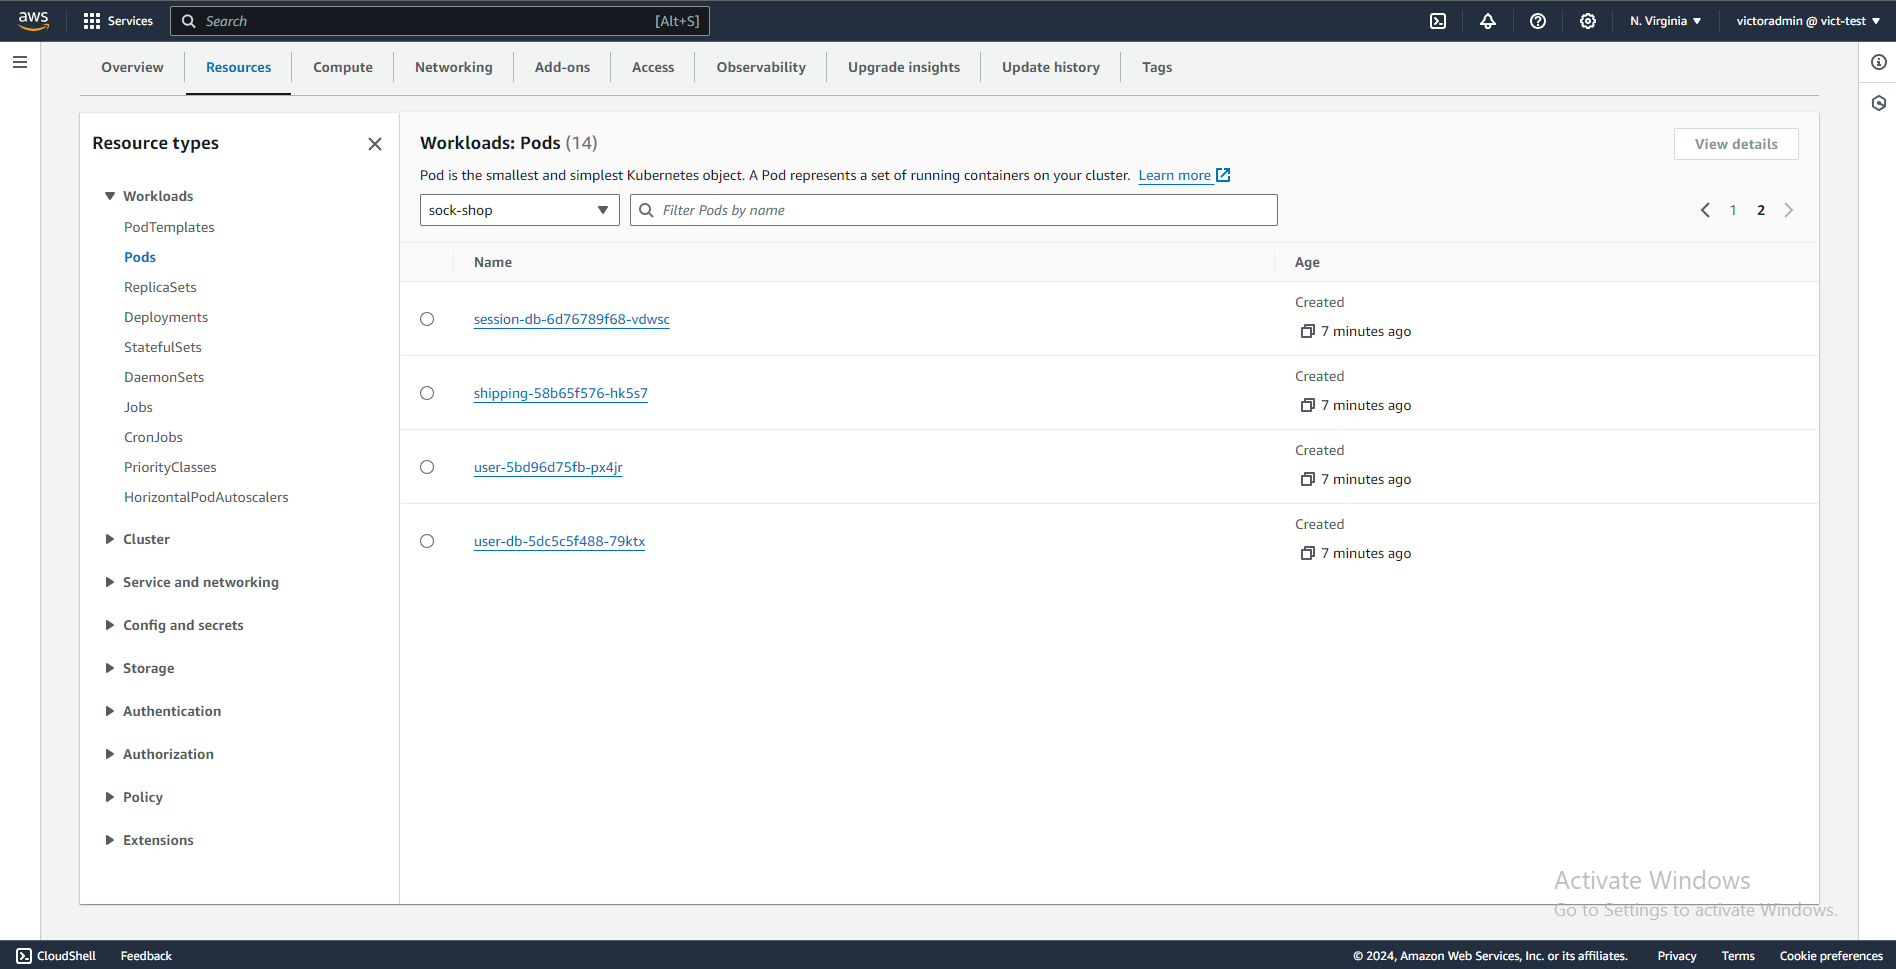 aws Services Search [Alt+S] N. Virginia victoradmin @ vict-test
Overview Resources Compute Networking Add-ons Access Observability Upgrade insights Update history Tags
Resource types
Workloads
PodTemplates
Pods
ReplicaSets
Deployments
StatefulSets
DaemonSets
Jobs
CronJobs
PriorityClasses
HorizontalPodAutoscalers
Cluster
Service and networking
Config and secrets
Storage
Authentication
Authorization
Policy
Extensions
Workloads: Pods (14)
View details
Pod is the smallest and simplest Kubernetes object. A Pod represents a set of running containers on your cluster. Learn more
sock-shop Filter Pods by name 1 2
Name Age
session-db-6d76789f68-vdwsc
Created
7 minutes ago
shipping-58b65f576-hk5s7
Created
7 minutes ago
user-5bd96d75fb-px4jr
Created
7 minutes ago
user-db-5dc5c5f488-79ktx
Created
7 minutes ago
Activate Windows
Go to Settings to activate Windows.
CloudShell Feedback © 2024, Amazon Web Services, Inc. or its affiliates. Privacy Terms Cookie preferences